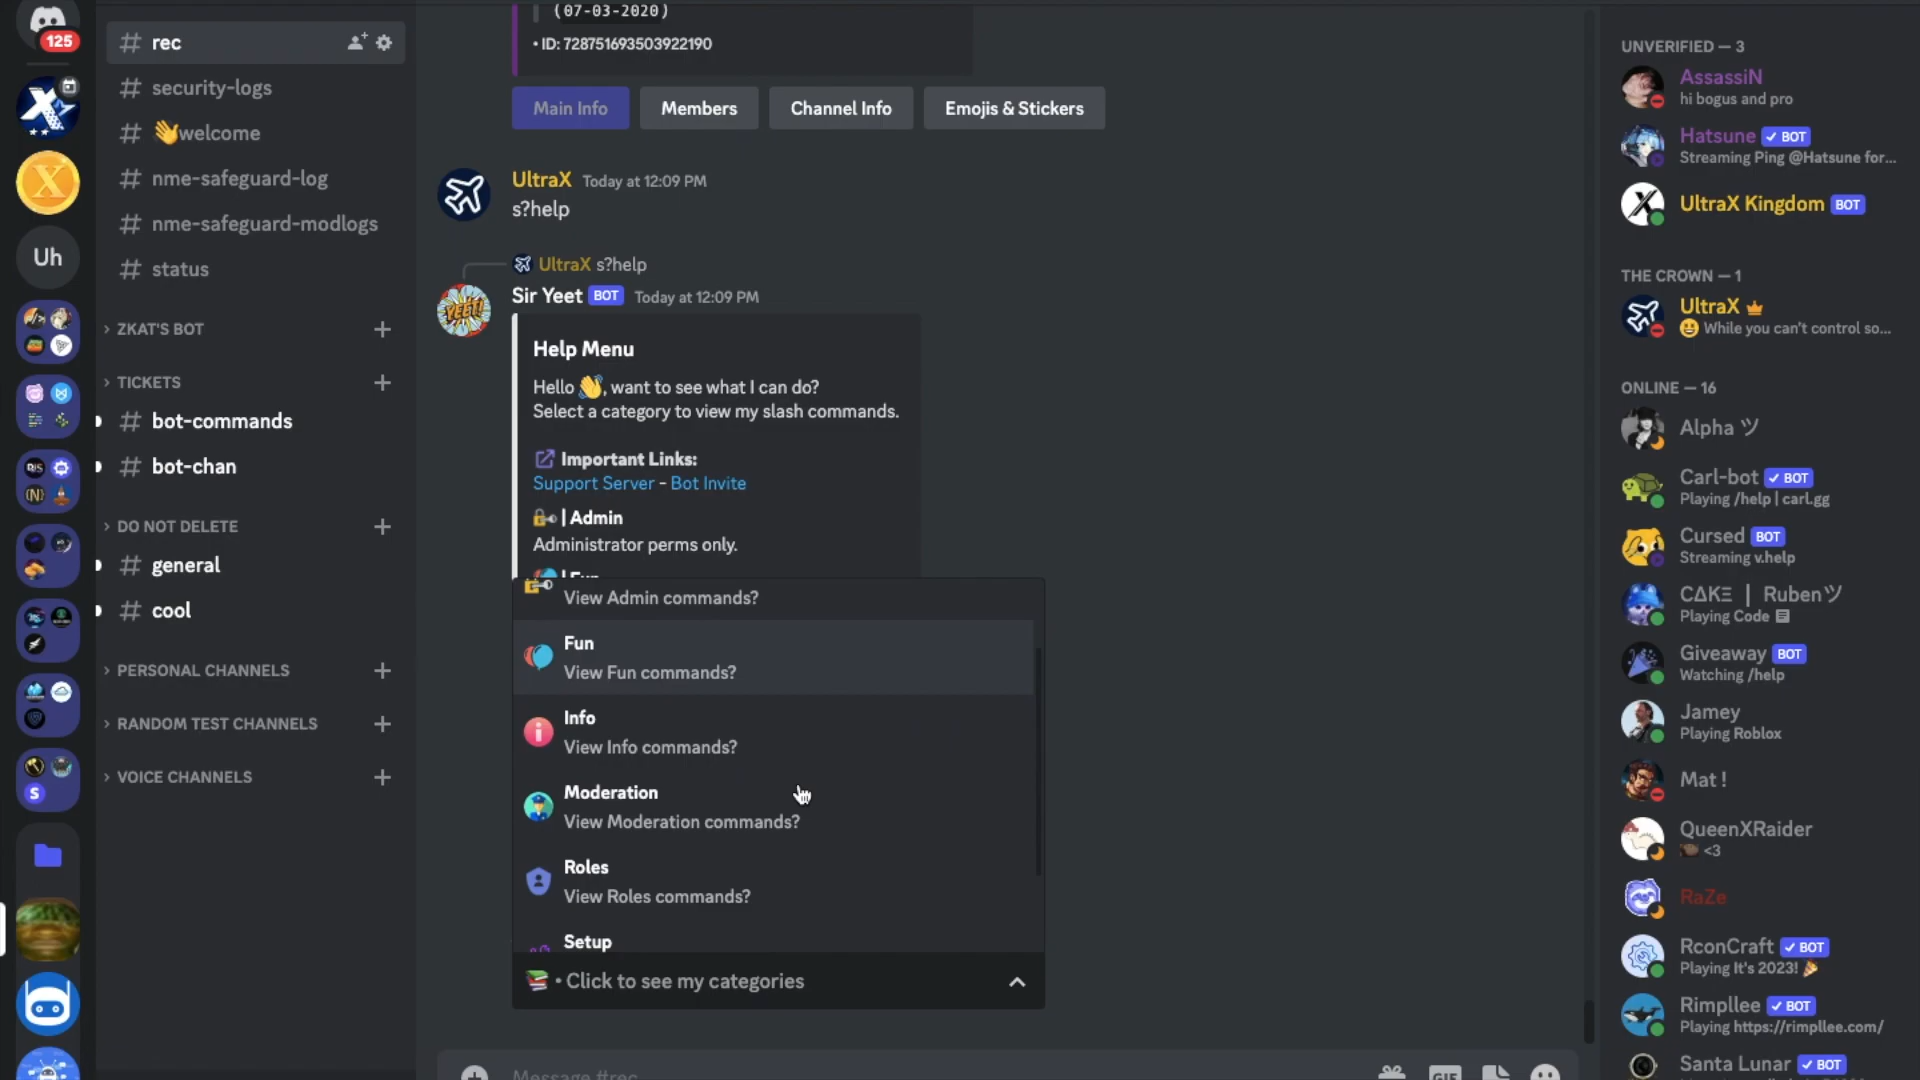 125
Uh
rec
security-logs
👋welcome
nme-safeguard-log
nme-safeguard-modlogs
status
ZKAT'S BOT
TICKETS
bot-commands
bot-chan
DO NOT DELETE
general
cool
PERSONAL CHANNELS
RANDOM TEST CHANNELS
VOICE CHANNELS
(07-03-2020)
• ID: 728751693503922190
Main Info
Members
Channel Info
Emojis & Stickers
UltraX Today at 12:09 PM
s?help
UltraX s?help
Sir Yeet BOT Today at 12:09 PM
YEET!
Help Menu
Hello 👋, want to see what I can do?
Select a category to view my slash commands.
Important Links:
Support Server - Bot Invite
| Admin
Administrator perms only.
| Fun
View Admin commands?
Fun
View Fun commands?
Info
View Info commands?
Moderation
View Moderation commands?
Roles
View Roles commands?
Setup
• Click to see my categories
Message #rec
GIF
UNVERIFIED — 3
AssassiN
hi bogus and pro
Hatsune BOT
Streaming Ping @Hatsune for...
UltraX Kingdom BOT
THE CROWN — 1
UltraX
😀 While you can't control so...
ONLINE — 16
Alpha ツ
Carl-bot BOT
Playing /help | carl.gg
Cursed BOT
Streaming v.help
CΔKΞ | Rubenツ
Playing Code
Giveaway BOT
Watching /help
Jamey
Playing Roblox
Mat !
QueenXRaider
<3
RaZe
RconCraft BOT
Playing It's 2023! 🎉
Rimpllee BOT
Playing https://rimpllee.com/
Santa Lunar BOT